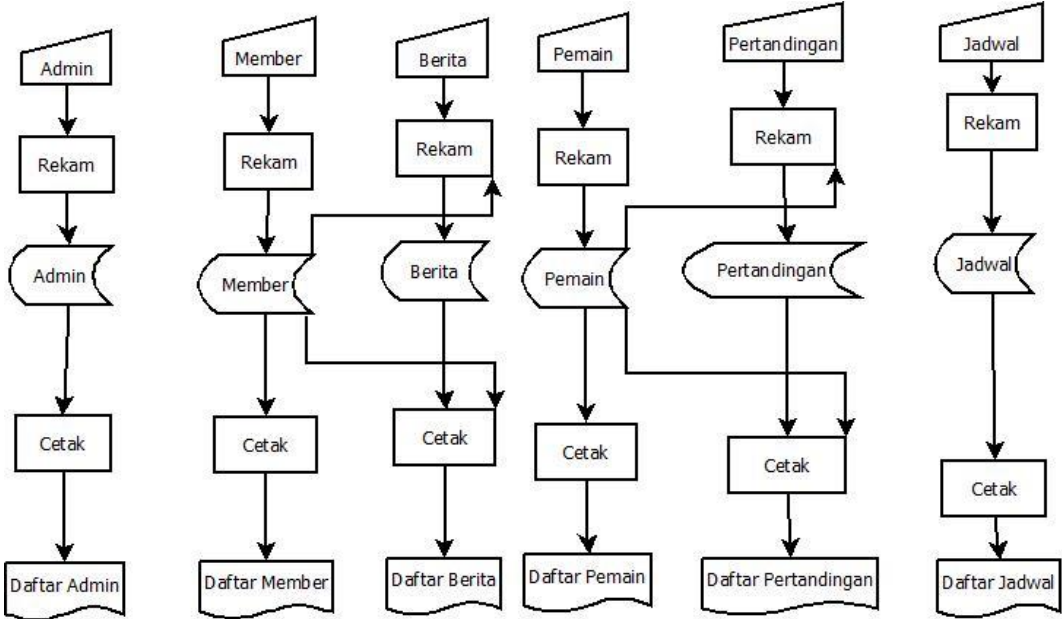 Admin
Member
Berita
Pemain
Pertandingan
Jadwal
Rekam
Rekam
Rekam
Rekam
Rekam
Rekam
Admin
Member
Berita
Pemain
Pertandingan
Jadwal
Cetak
Cetak
Cetak
Cetak
Cetak
Cetak
Daftar Admin
Daftar Member
Daftar Berita
Daftar Pemain
Daftar Pertandingan
Daftar Jadwal